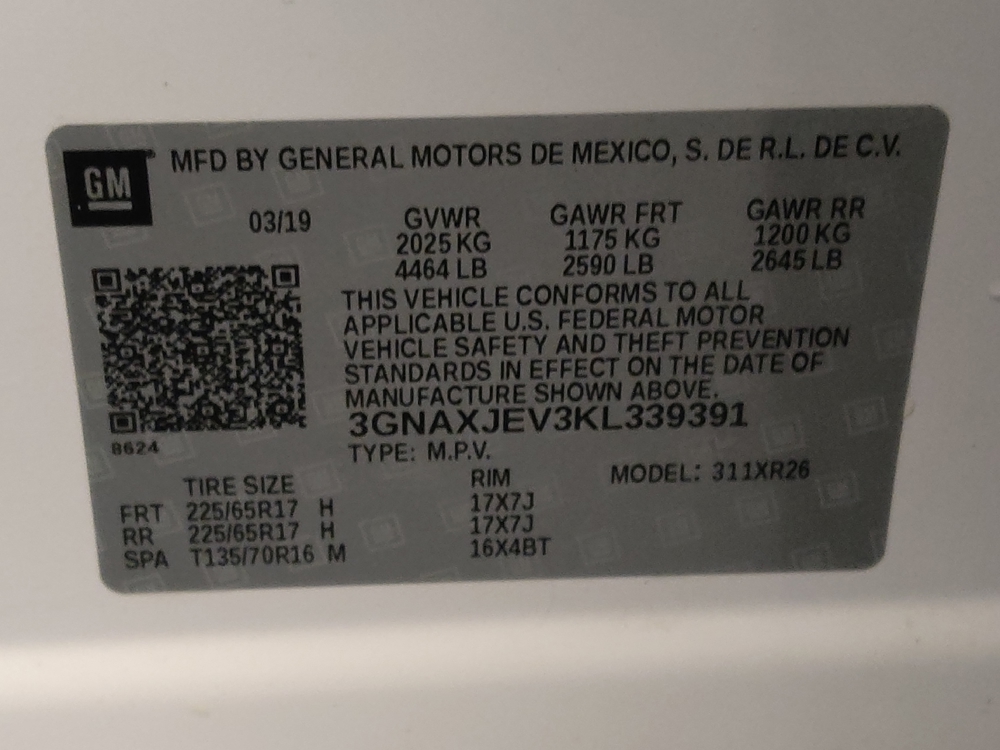 GM
MFD BY GENERAL MOTORS DE MEXICO, S. DE R.L. DE C.V.
03/19 GVWR GAWR FRT GAWR RR
2025 KG 1175 KG 1200 KG
4464 LB 2590 LB 2645 LB
THIS VEHICLE CONFORMS TO ALL
APPLICABLE U.S. FEDERAL MOTOR
VEHICLE SAFETY AND THEFT PREVENTION
STANDARDS IN EFFECT ON THE DATE OF
MANUFACTURE SHOWN ABOVE.
3GNAXJEV3KL339391
8624
TYPE: M.P.V.
TIRE SIZE RIM MODEL: 311XR26
FRT 225/65R17 H 17X7J
RR 225/65R17 H 17X7J
SPA T135/70R16 M 16X4BT